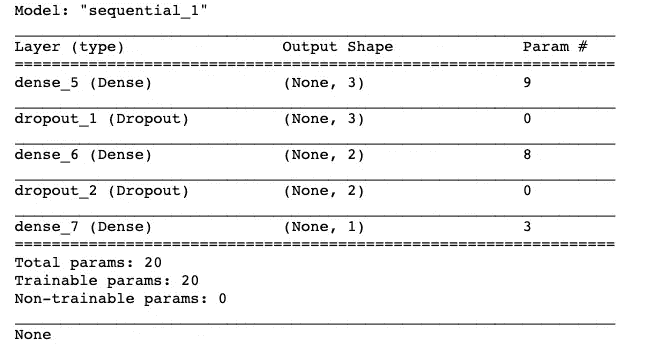 Model: "sequential_1"
Layer (type) Output Shape Param #
dense_5 (Dense) (None, 3) 9
dropout_1 (Dropout) (None, 3) 0
dense_6 (Dense) (None, 2) 8
dropout_2 (Dropout) (None, 2) 0
dense_7 (Dense) (None, 1) 3
Total params: 20
Trainable params: 20
Non-trainable params: 0
None